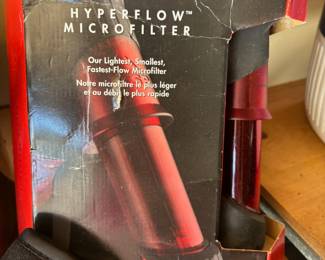 HYPERFLOW™
MICROFILTER
Our Lightest, Smallest,
Fastest-Flow Microfilter
Notre microfiltre le plus léger
et au débit le plus rapide